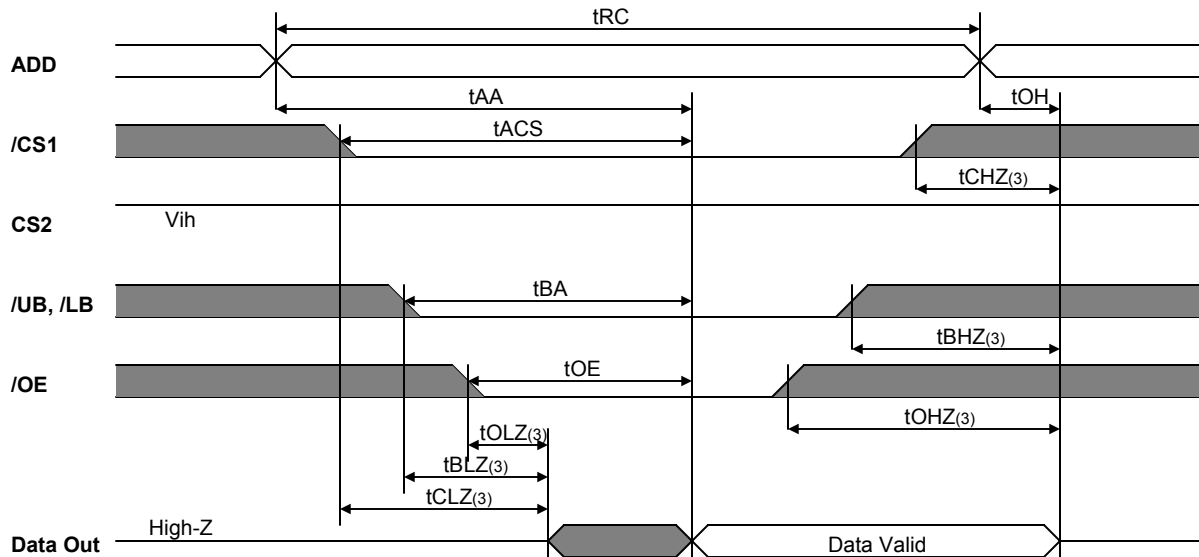 tRC
ADD
tAA
tOH
/CS1
tACS
tCHZ(3)
CS2
Vih
/UB, /LB
tBA
tBHZ(3)
/OE
tOE
tOHZ(3)
tOLZ(3)
tBLZ(3)
tCLZ(3)
Data Out
High-Z
Data Valid